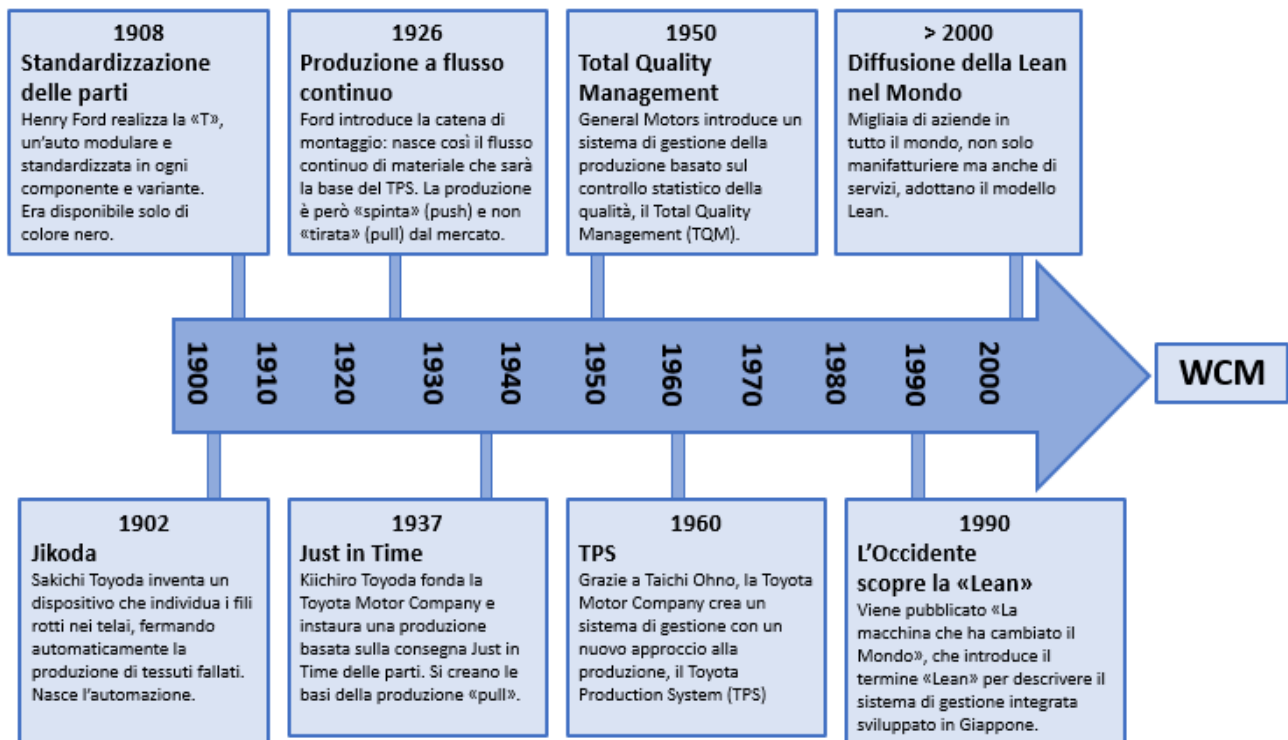 1908
Standardizzazione
delle parti
Henry Ford realizza la «T»,
un'auto modulare e
standardizzata in ogni
componente e variante.
Era disponibile solo di
colore nero.
1926
Produzione a flusso
continuo
Ford introduce la catena di
montaggio: nasce così il flusso
continuo di materiale che sarà
la base del TPS. La produzione
è però «spinta» (push) e non
«tirata» (pull) dal mercato.
1950
Total Quality
Management
General Motors introduce un
sistema di gestione della
produzione basato sul
controllo statistico della
qualità, il Total Quality
Management (TQM).
> 2000
Diffusione della Lean
nel Mondo
Migliaia di aziende in
tutto il mondo, non solo
manifatturiere ma anche di
servizi, adottano il modello
Lean.
1900
1910
1920
1930
1940
1950
1960
1970
1980
1990
2000
WCM
1902
Jikoda
Sakichi Toyoda inventa un
dispositivo che individua i fili
rotti nei telai, fermando
automaticamente la
produzione di tessuti fallati.
Nasce l'automazione.
1937
Just in Time
Kiichiro Toyoda fonda la
Toyota Motor Company e
instaura una produzione
basata sulla consegna Just in
Time delle parti. Si creano le
basi della produzione «pull».
1960
TPS
Grazie a Taichi Ohno, la Toyota
Motor Company crea un
sistema di gestione con un
nuovo approccio alla
produzione, il Toyota
Production System (TPS)
1990
L'Occidente
scopre la «Lean»
Viene pubblicato «La
macchina che ha cambiato il
Mondo», che introduce il
termine «Lean» per descrivere il
sistema di gestione integrata
sviluppato in Giappone.